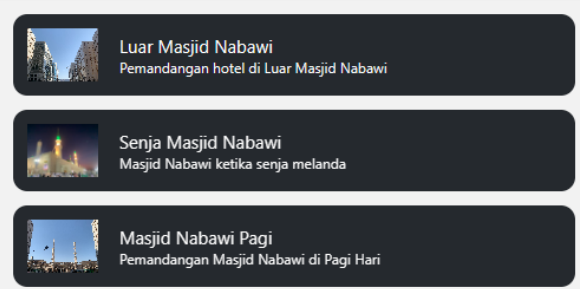 Luar Masjid Nabawi
Pemandangan hotel di Luar Masjid Nabawi
Senja Masjid Nabawi
Masjid Nabawi ketika senja melanda
Masjid Nabawi Pagi
Pemandangan Masjid Nabawi di Pagi Hari